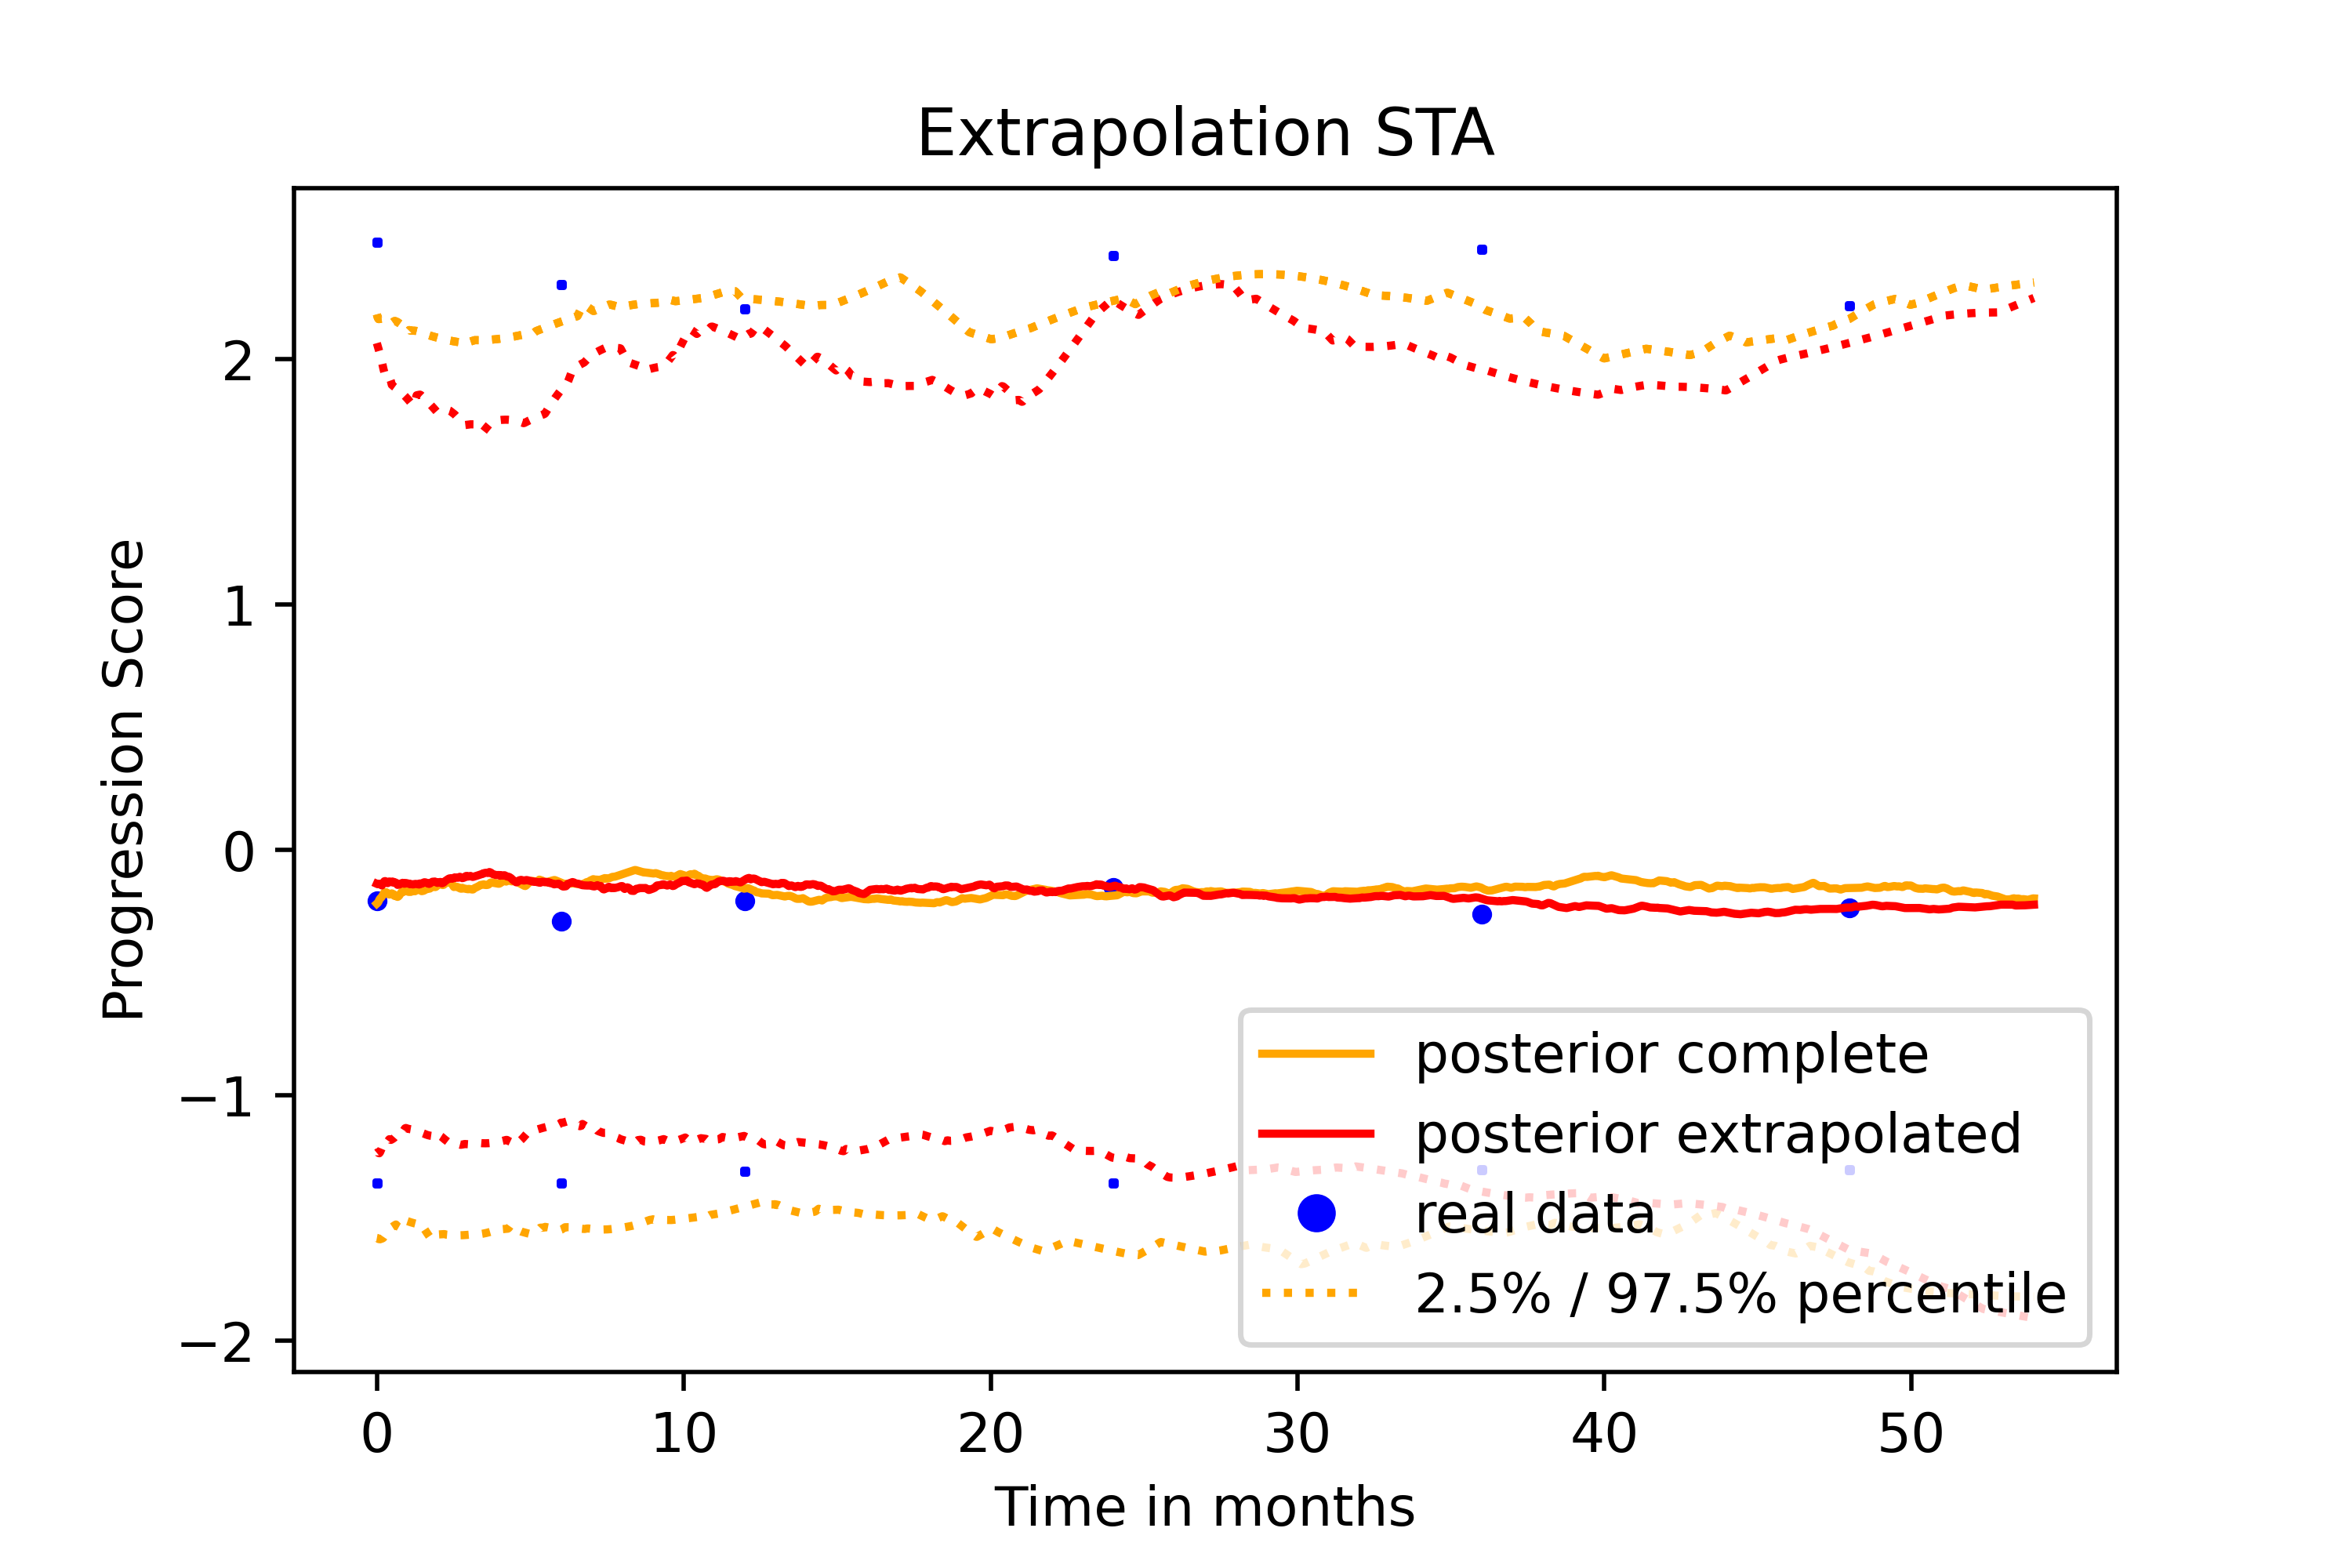 Extrapolation STA
Progression Score
2
1
0
−1
−2
posterior complete
posterior extrapolated
real data
2.5% / 97.5% percentile
0 10 20 30 40 50
Time in months